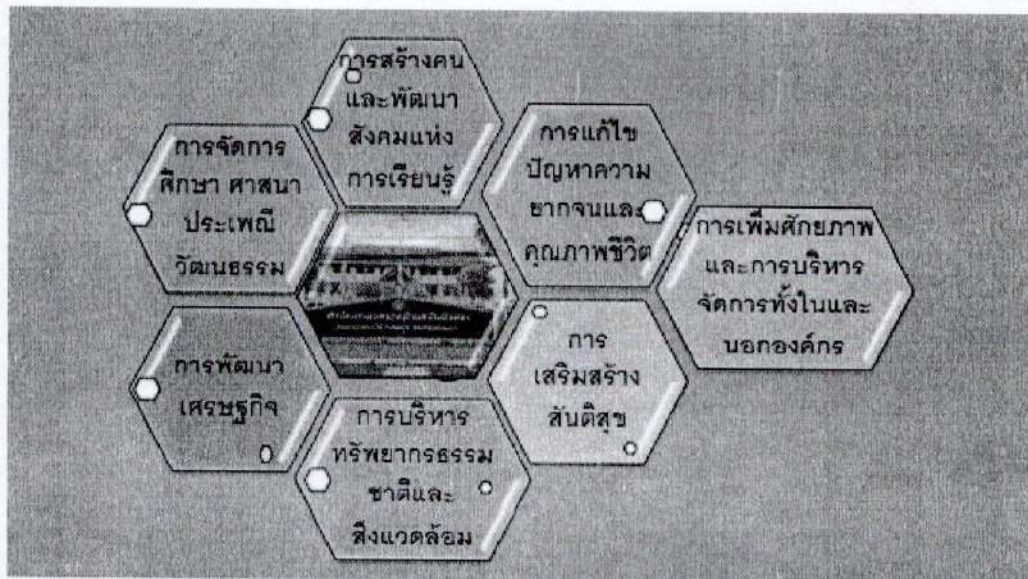 การสร้างคน
และพัฒนา
สังคมแห่ง
การเรียนรู้
การจัดการ
ศึกษา ศาสนา
ประเพณี
วัฒนธรรม
การแก้ไข
ปัญหาความ
ยากจนและ
คุณภาพชีวิต
การเพิ่มศักยภาพ
และการบริหาร
จัดการทั้งในและ
นอกองค์กร
การพัฒนา
เศรษฐกิจ
การ
เสริมสร้าง
สันติสุข
การบริหาร
ทรัพยากรธรรม
ชาติและ
สิ่งแวดล้อม